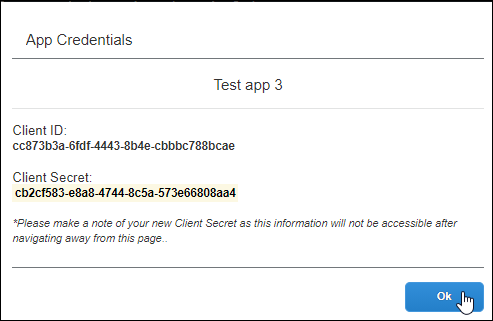 App Credentials
Test app 3
Client ID:
cc873b3a-6fdf-4443-8b4e-cbbbc788bcae
Client Secret:
cb2cf583-e8a8-4744-8c5a-573e66808aa4
*Please make a note of your new Client Secret as this information will not be accessible after
navigating away from this page..
Ok